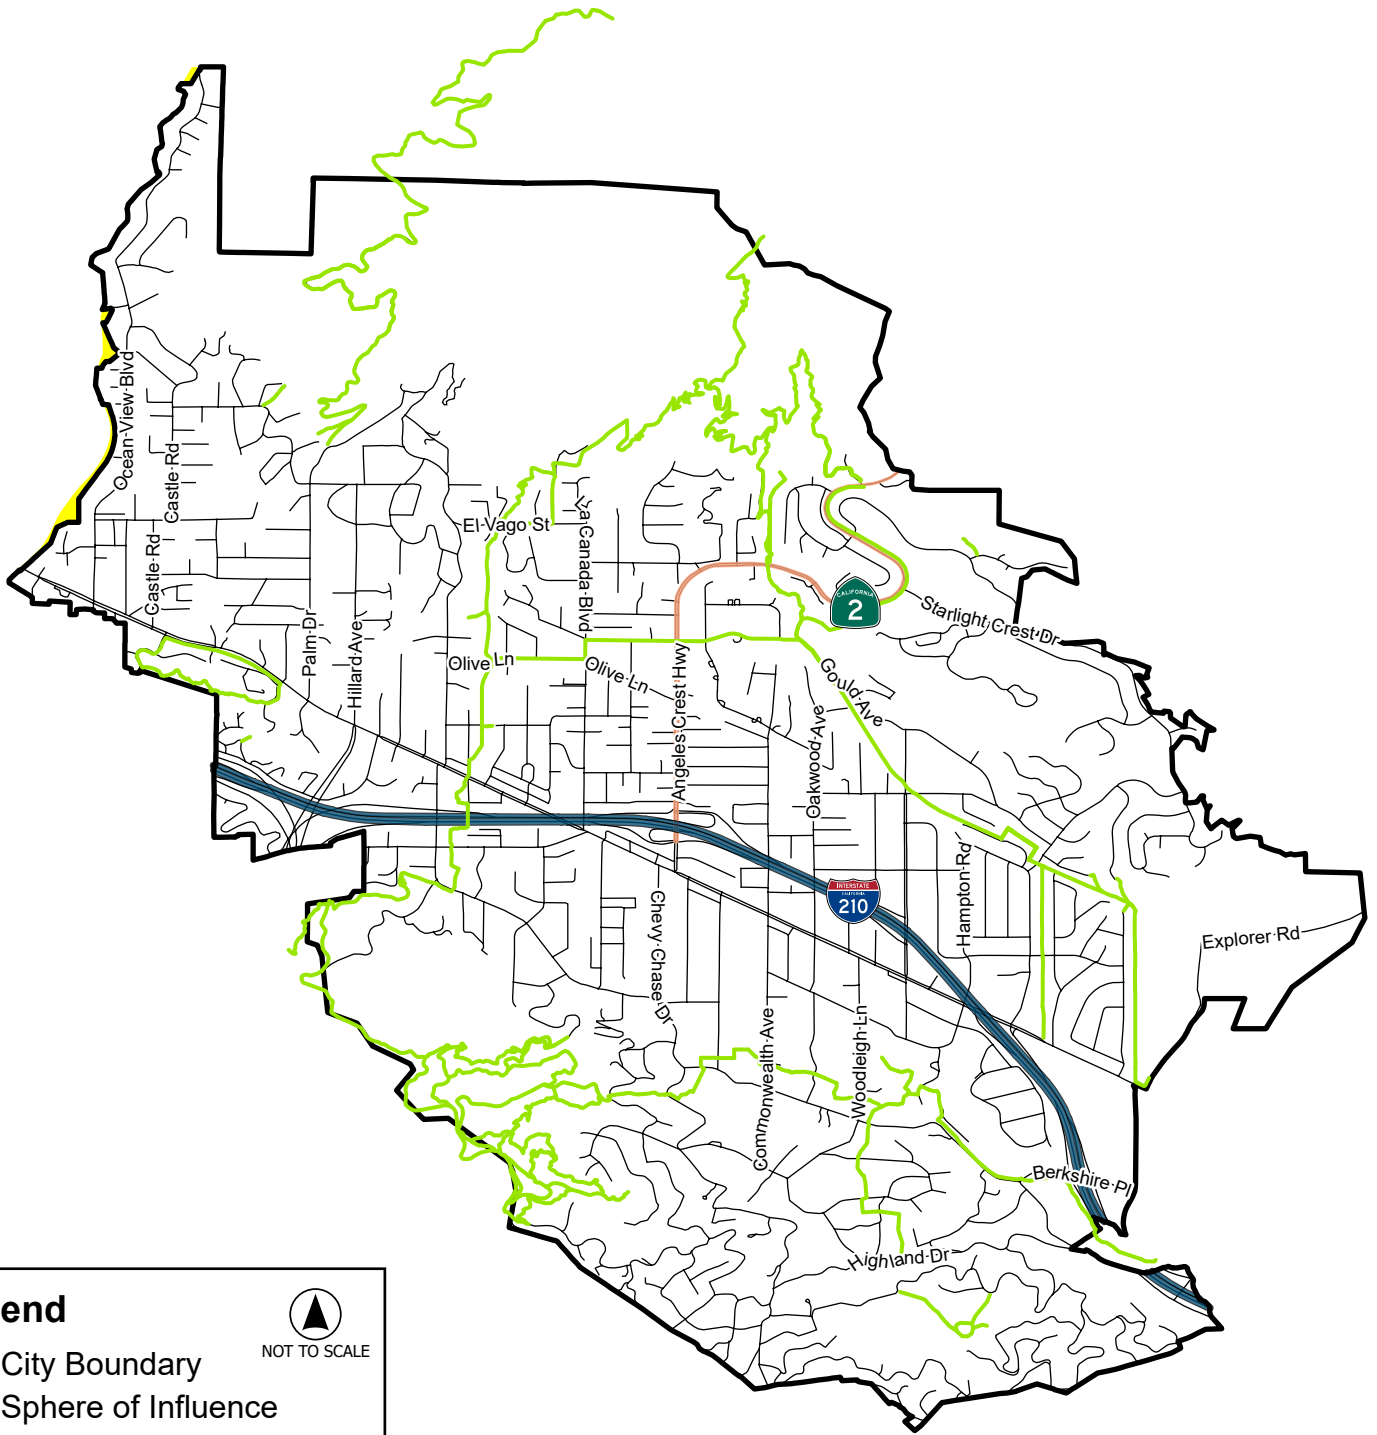 Ocean View Blvd
Castle Rd
Castle Rd
El Vago St
La Canada Blvd
CALIFORNIA
2
Starlight Crest Dr
Palm Dr
Hillard Ave
Olive Ln
Olive Ln
Angeles Crest Hwy
Gould Ave
Oakwood Ave
INTERSTATE
CALIFORNIA
210
Hampton Rd
Explorer Rd
Chevy Chase Dr
Commonwealth Ave
Woodleigh Ln
Berkshire Pl
Highland Dr
end
NOT TO SCALE
City Boundary
Sphere of Influence